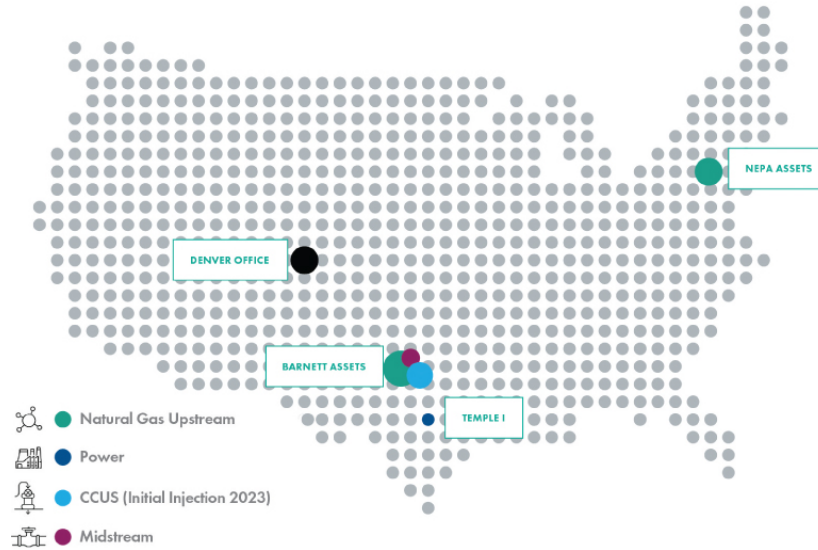 NEPA ASSETS
DENVER OFFICE
BARNETT ASSETS
TEMPLE I
Natural Gas Upstream
Power
CCUS (Initial Injection 2023)
Midstream